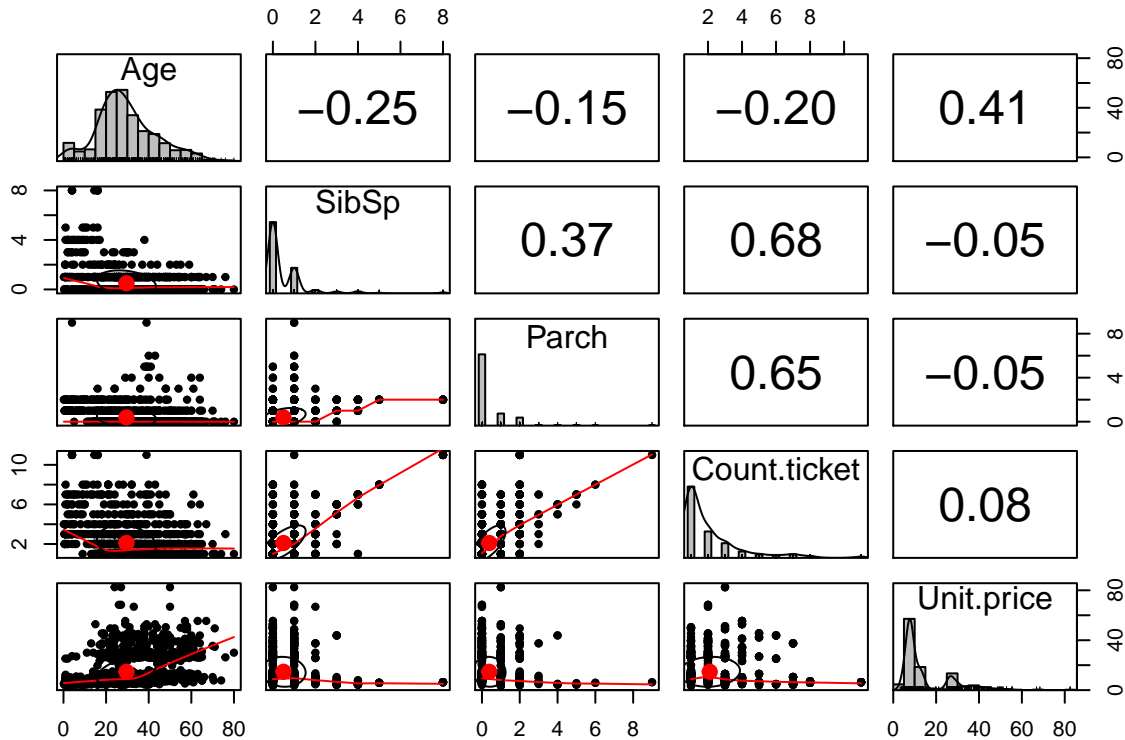 0 2 4 6 8 2 4 6 8
Age −0.25 −0.15 −0.20 0.41 0 40 80
0 4 8 SibSp 0.37 0.68 −0.05
Parch 0.65 −0.05 0 4 8
2 6 10 Count.ticket 0.08
Unit.price 0 40 80
0 20 40 60 80 0 2 4 6 8 0 20 40 60 80